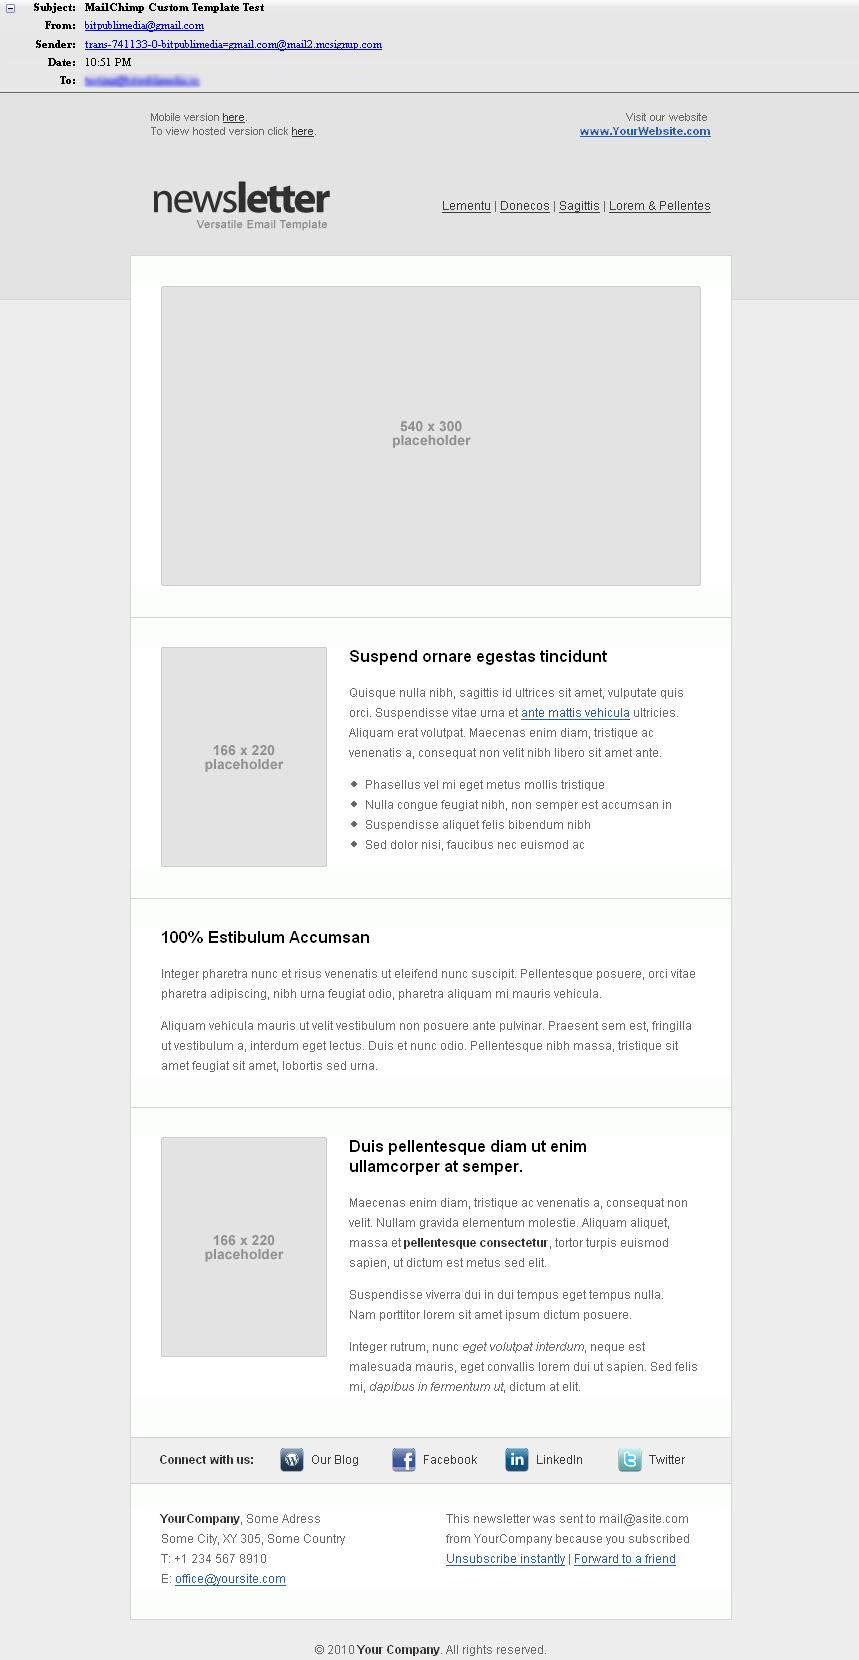 Subject: MailChimp Custom Template Test
From: bitpublimedia@gmail.com
Sender: trans-741133-0-bitpublimedia=gmail.com@mail2.mcsignup.com
Date: 10:51 PM
To:
Mobile version here.
To view hosted version click here.
Visit our website
www.YourWebsite.com
newsletter
Versatile Email Template
Lementu | Donecos | Sagittis | Lorem & Pellentes
540 x 300
placeholder
166 x 220
placeholder
Suspend ornare egestas tincidunt
Quisque nulla nibh, sagittis id ultrices sit amet, vulputate quis
orci. Suspendisse vitae urna et ante mattis vehicula ultricies.
Aliquam erat volutpat. Maecenas enim diam, tristique ac
venenatis a, consequat non velit nibh libero sit amet ante.
Phasellus vel mi eget metus mollis tristique
Nulla congue feugiat nibh, non semper est accumsan in
Suspendisse aliquet felis bibendum nibh
Sed dolor nisi, faucibus nec euismod ac
100% Estibulum Accumsan
Integer pharetra nunc et risus venenatis ut eleifend nunc suscipit. Pellentesque posuere, orci vitae
pharetra adipiscing, nibh urna feugiat odio, pharetra aliquam mi mauris vehicula.
Aliquam vehicula mauris ut velit vestibulum non posuere ante pulvinar. Praesent sem est, fringilla
ut vestibulum a, interdum eget lectus. Duis et nunc odio. Pellentesque nibh massa, tristique sit
amet feugiat sit amet, lobortis sed urna.
166 x 220
placeholder
Duis pellentesque diam ut enim
ullamcorper at semper.
Maecenas enim diam, tristique ac venenatis a, consequat non
velit. Nullam gravida elementum molestie. Aliquam aliquet,
massa et pellentesque consectetur, tortor turpis euismod
sapien, ut dictum est metus sed elit.
Suspendisse viverra dui in dui tempus eget tempus nulla.
Nam porttitor lorem sit amet ipsum dictum posuere.
Integer rutrum, nunc eget volutpat interdum, neque est
malesuada mauris, eget convallis lorem dui ut sapien. Sed felis
mi, dapibus in fermentum ut, dictum at elit.
Connect with us: Our Blog Facebook LinkedIn Twitter
YourCompany, Some Adress
Some City, XY 305, Some Country
T: +1 234 567 8910
E: office@yoursite.com
This newsletter was sent to mail@asite.com
from YourCompany because you subscribed
Unsubscribe instantly | Forward to a friend
© 2010 Your Company. All rights reserved.